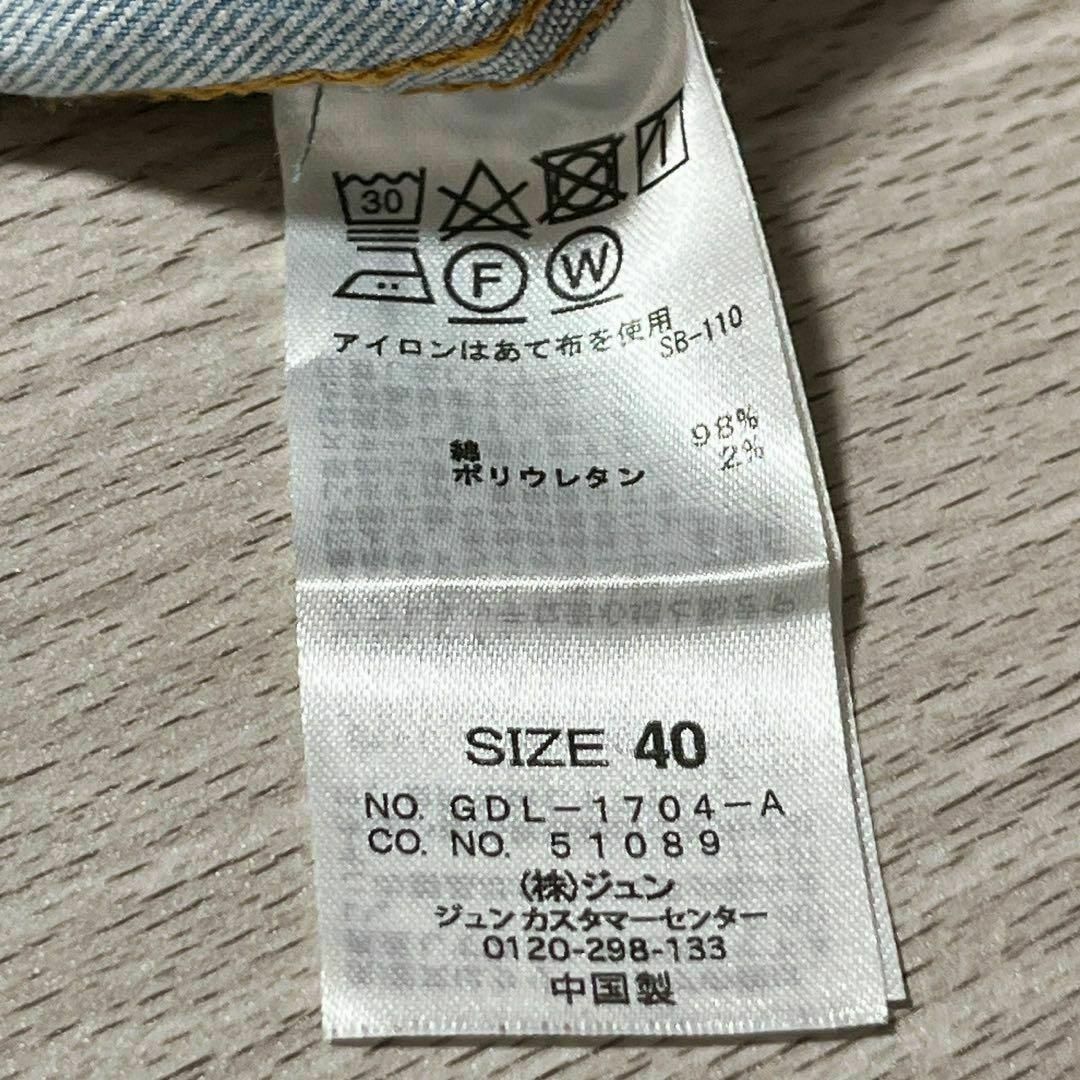 30
F W
アイロンはあて布を使用
SB-110
綿 98%
ポリウレタン 2%
SIZE 40
NO. GDL-1704-A
CO. NO. 51089
(株)ジュン
ジュンカスタマーセンター
0120-298-133
中国製